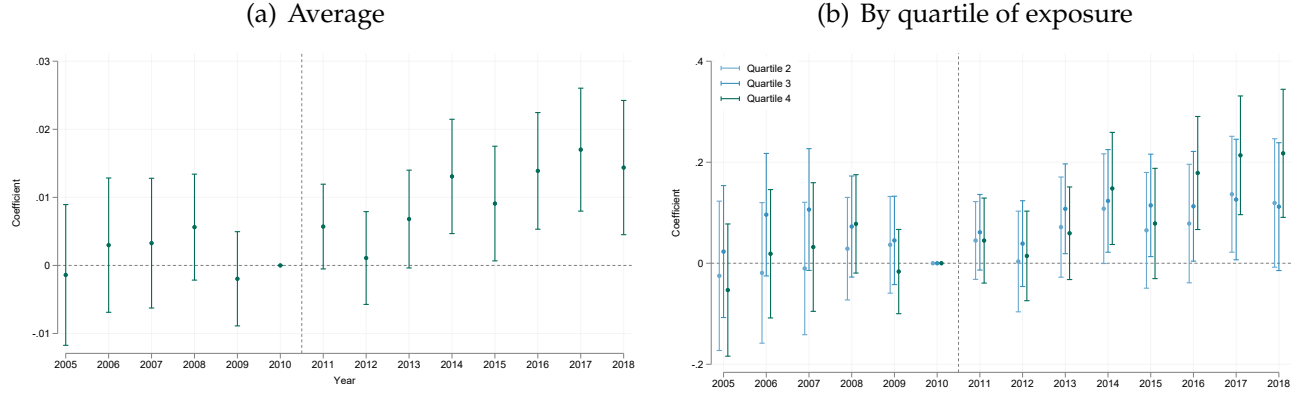 (a) Average
.03
.02
.01
0
-.01
Coefficient
2005 2006 2007 2008 2009 2010 2011 2012 2013 2014 2015 2016 2017 2018
Year
(b) By quartile of exposure
Quartile 2
Quartile 3
Quartile 4
.4
.2
0
-.2
Coefficient
2005 2006 2007 2008 2009 2010 2011 2012 2013 2014 2015 2016 2017 2018